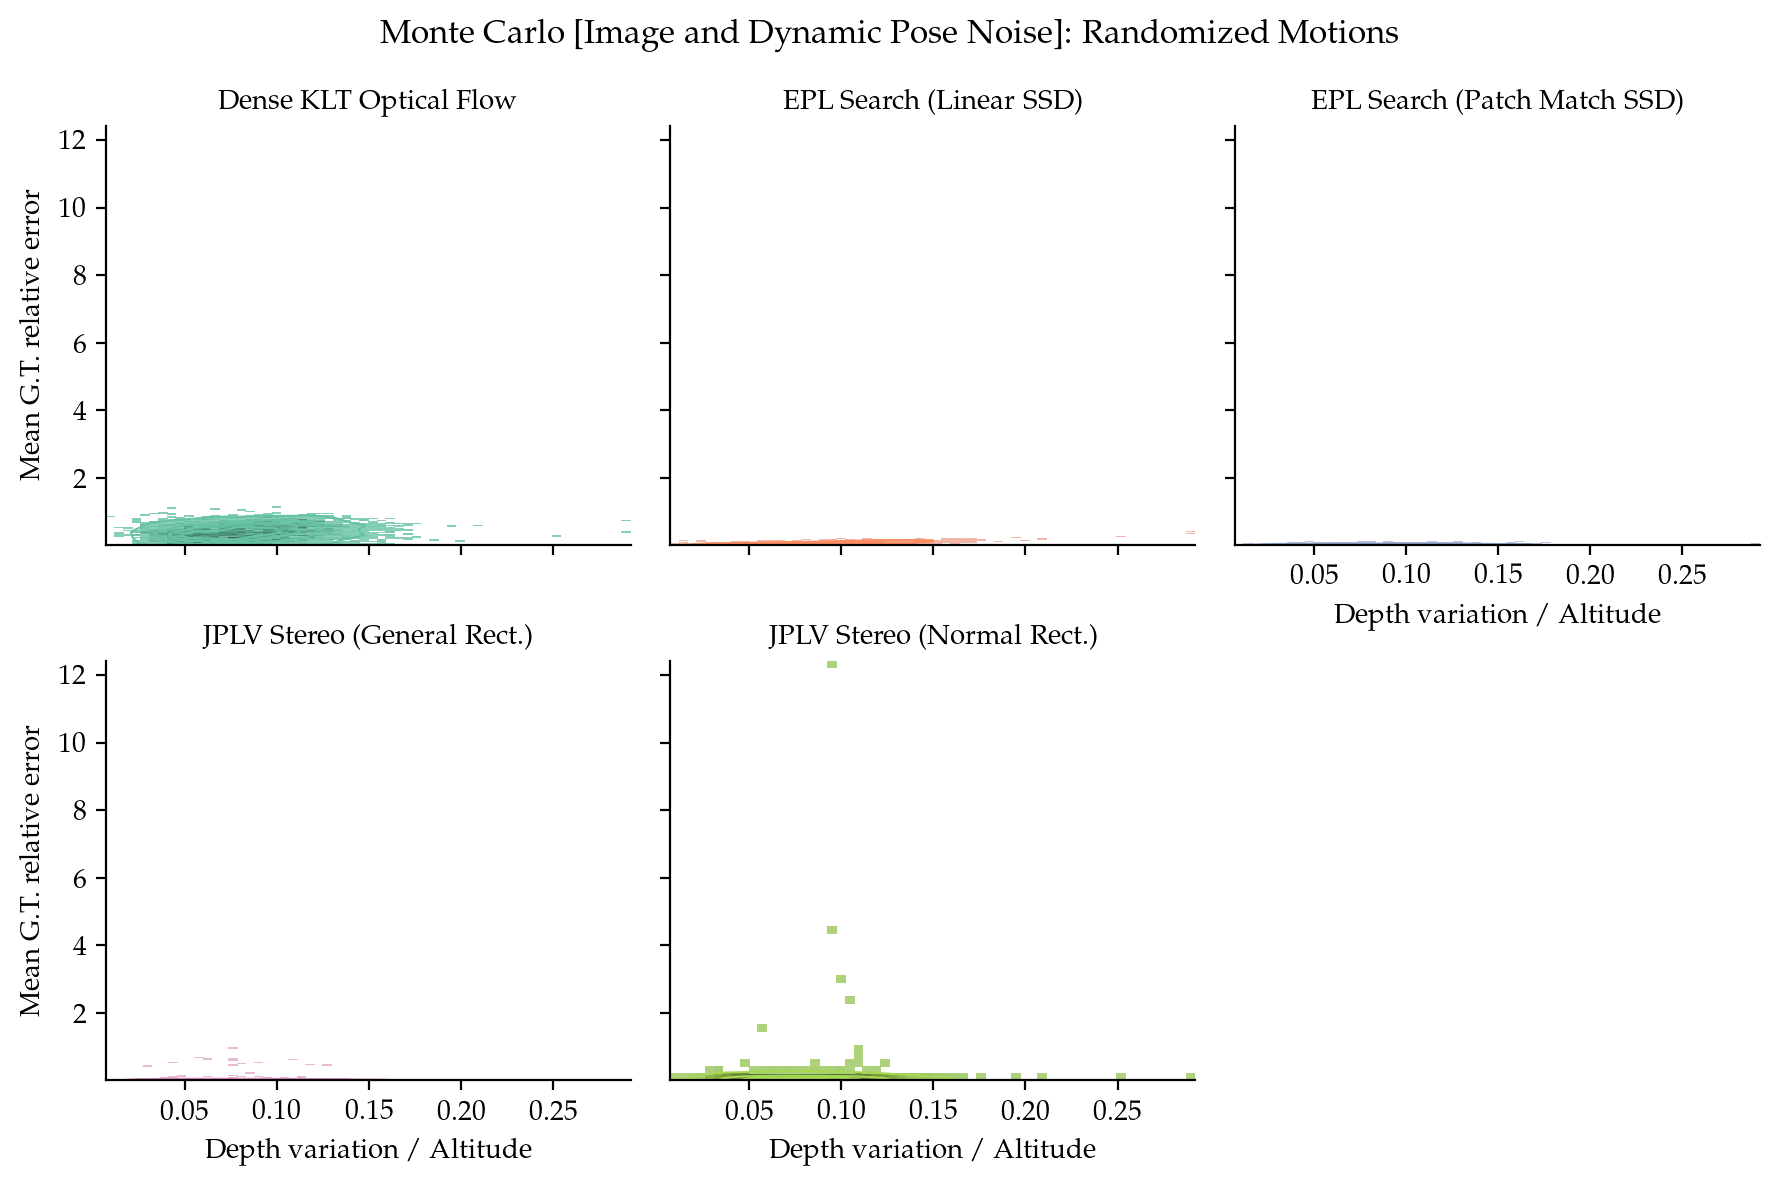 Monte Carlo [Image and Dynamic Pose Noise]: Randomized Motions
Dense KLT Optical Flow
EPL Search (Linear SSD)
EPL Search (Patch Match SSD)
Mean G.T. relative error
12
10
8
6
4
2
0.05 0.10 0.15 0.20 0.25
Depth variation / Altitude
JPLV Stereo (General Rect.)
JPLV Stereo (Normal Rect.)
Mean G.T. relative error
12
10
8
6
4
2
0.05 0.10 0.15 0.20 0.25
Depth variation / Altitude
0.05 0.10 0.15 0.20 0.25
Depth variation / Altitude